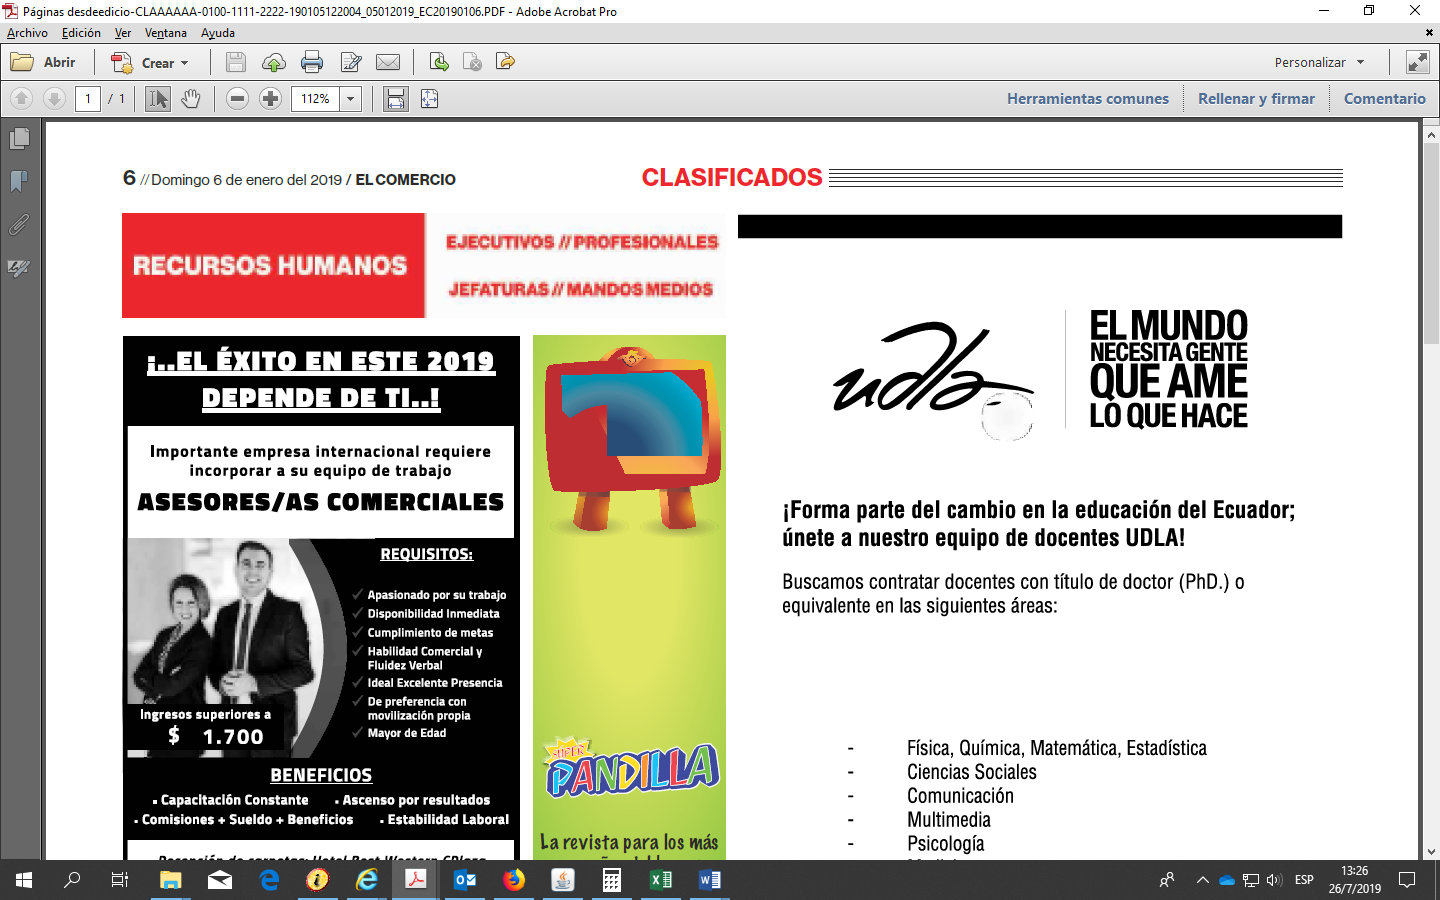 Páginas desdeedicio-CLAAAAAA-0100-1111-2222-190105122004_05012019_EC20190106.PDF - Adobe Acrobat Pro
Archivo Edición Ver Ventana Ayuda
Abrir Crear Personalizar
1 / 1 112% Herramientas comunes Rellenar y firmar Comentario
6 // Domingo 6 de enero del 2019 / EL COMERCIO
CLASIFICADOS
RECURSOS HUMANOS
EJECUTIVOS // PROFESIONALES
JEFATURAS // MANDOS MEDIOS
¡..EL ÉXITO EN ESTE 2019
DEPENDE DE TI..!
Importante empresa internacional requiere
incorporar a su equipo de trabajo
ASESORES/AS COMERCIALES
REQUISITOS:
Apasionado por su trabajo
Disponibilidad Inmediata
Cumplimiento de metas
Habilidad Comercial y
Fluidez Verbal
Ideal Excelente Presencia
De preferencia con
movilización propia
Mayor de Edad
Ingresos superiores a
$ 1.700
BENEFICIOS
• Capacitación Constante • Ascenso por resultados
• Comisiones + Sueldo + Beneficios • Estabilidad Laboral
SUPER
PANDILLA
La revista para los más
udla
EL MUNDO
NECESITA GENTE
QUE AME
LO QUE HACE
¡Forma parte del cambio en la educación del Ecuador;
únete a nuestro equipo de docentes UDLA!
Buscamos contratar docentes con título de doctor (PhD.) o
equivalente en las siguientes áreas:
- Física, Química, Matemática, Estadística
- Ciencias Sociales
- Comunicación
- Multimedia
- Psicología
ESP
13:26
26/7/2019